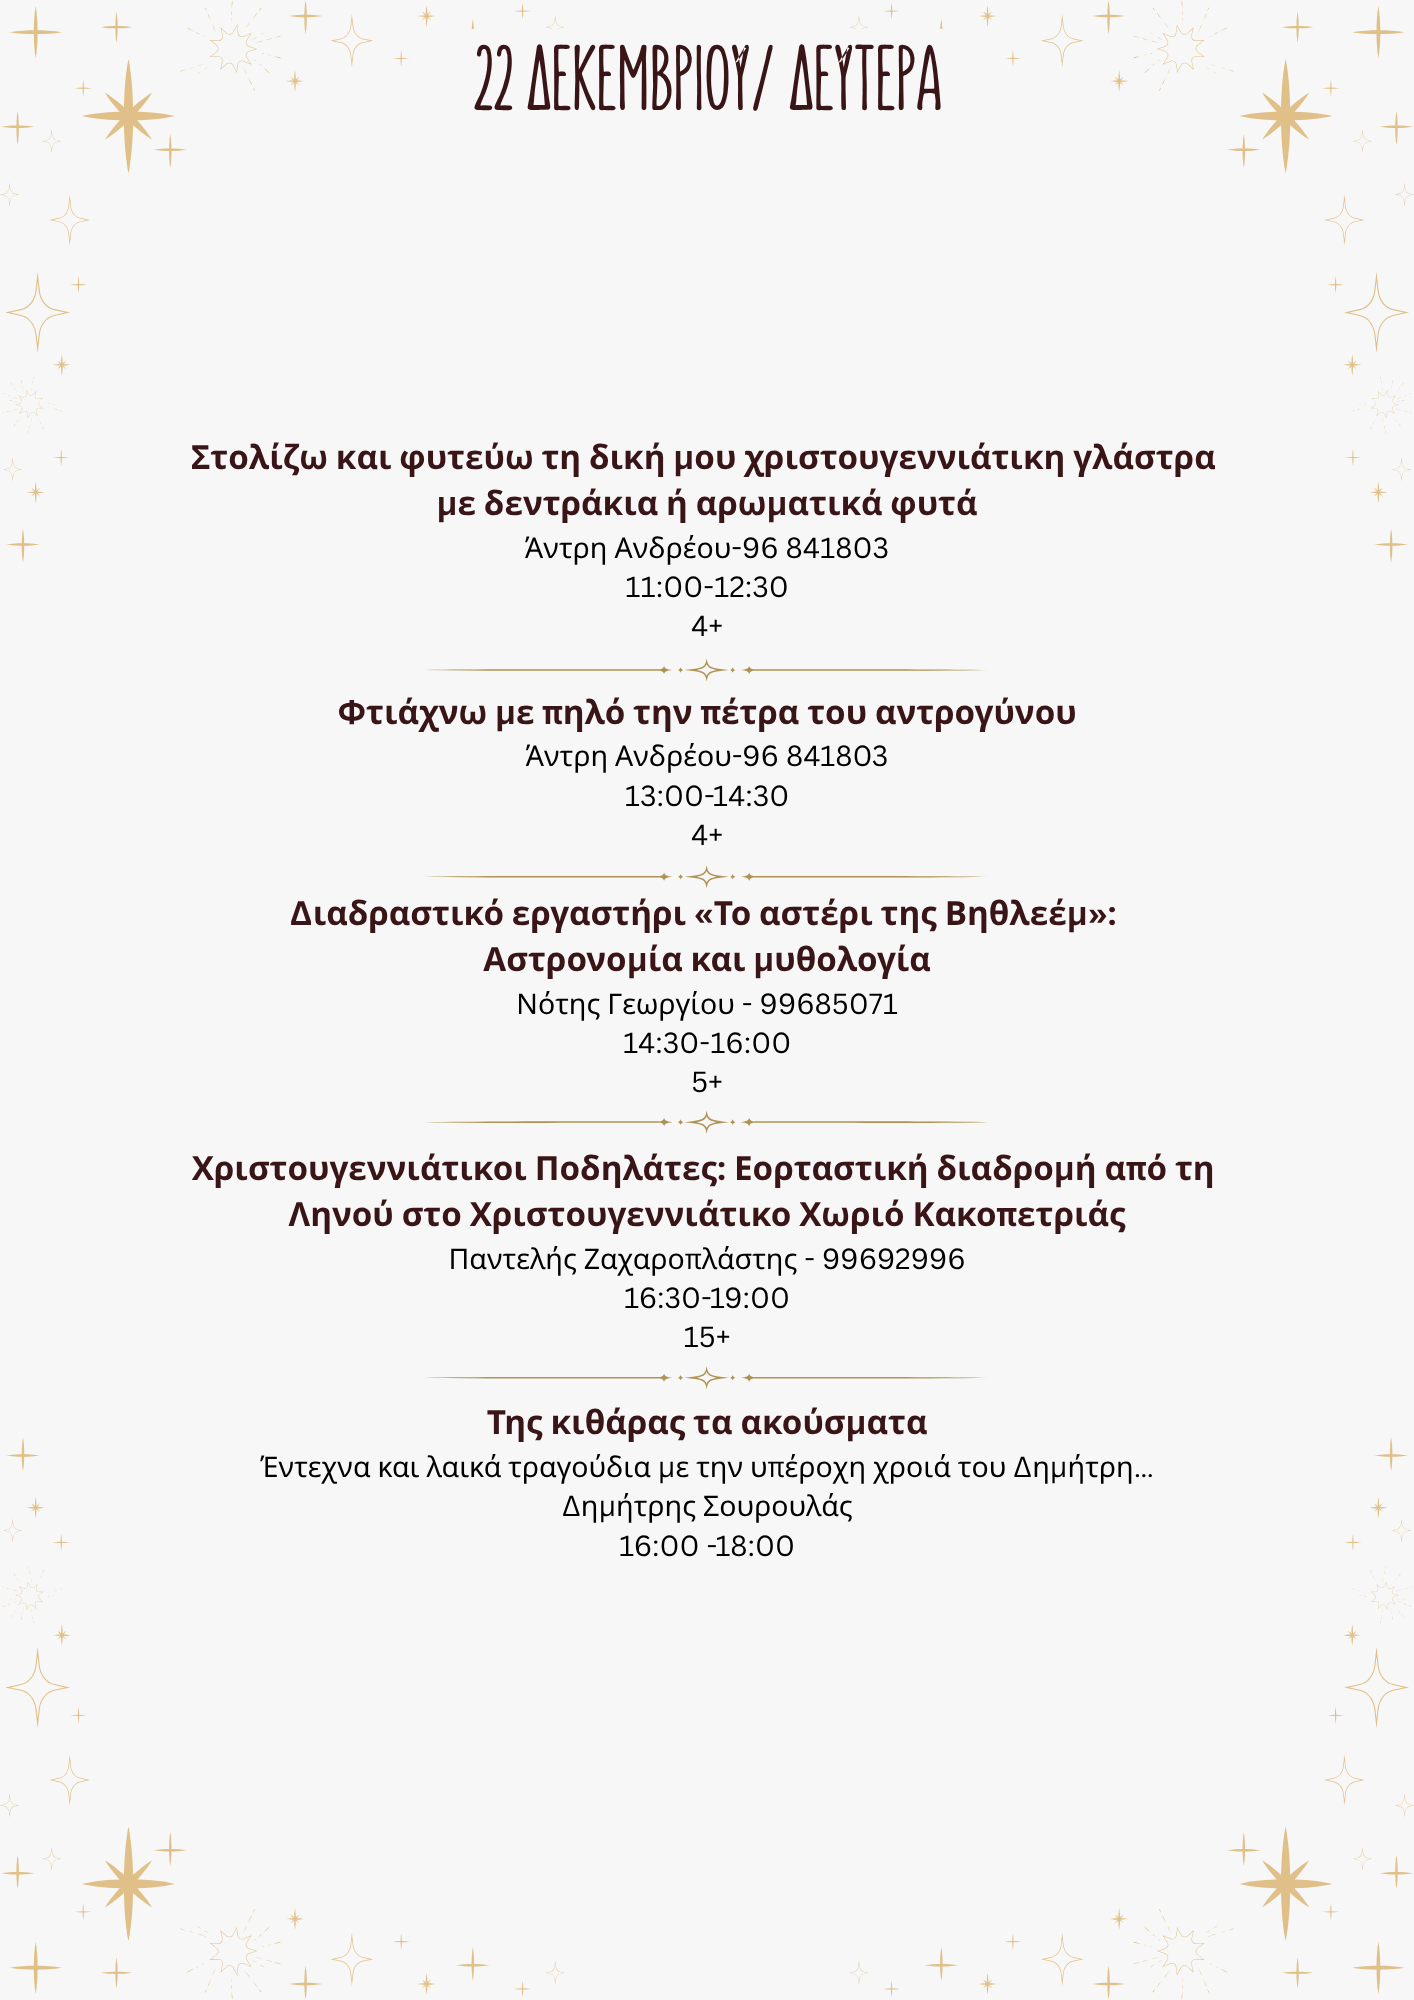 22 ΔΕΚΕΜΒΡΙΟΎ/ ΔΕΥΤΕΡΑ
Στολίζω και φυτεύω τη δική μου χριστουγεννιάτικη γλάστρα
με δεντράκια ή αρωματικά φυτά
Άντρη Ανδρέου-96 841803
11:00-12:30
4+
Φτιάχνω με πηλό την πέτρα του αντρογύνου
Άντρη Ανδρέου-96 841803
13:00-14:30
4+
Διαδραστικό εργαστήρι «Το αστέρι της Βηθλεέμ»:
Αστρονομία και μυθολογία
Νότης Γεωργίου - 99685071
14:30-16:00
5+
Χριστουγεννιάτικοι Ποδηλάτες: Εορταστική διαδρομή από τη
Ληνού στο Χριστουγεννιάτικο Χωριό Κακοπετριάς
Παντελής Ζαχαροπλάστης - 99692996
16:30-19:00
15+
Της κιθάρας τα ακούσματα
Έντεχνα και λαικά τραγούδια με την υπέροχη χροιά του Δημήτρη...
Δημήτρης Σουρουλάς
16:00 -18:00